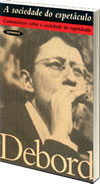 A sociedade do espetáculo
Comentários sobre a sociedade do espetáculo
Debord